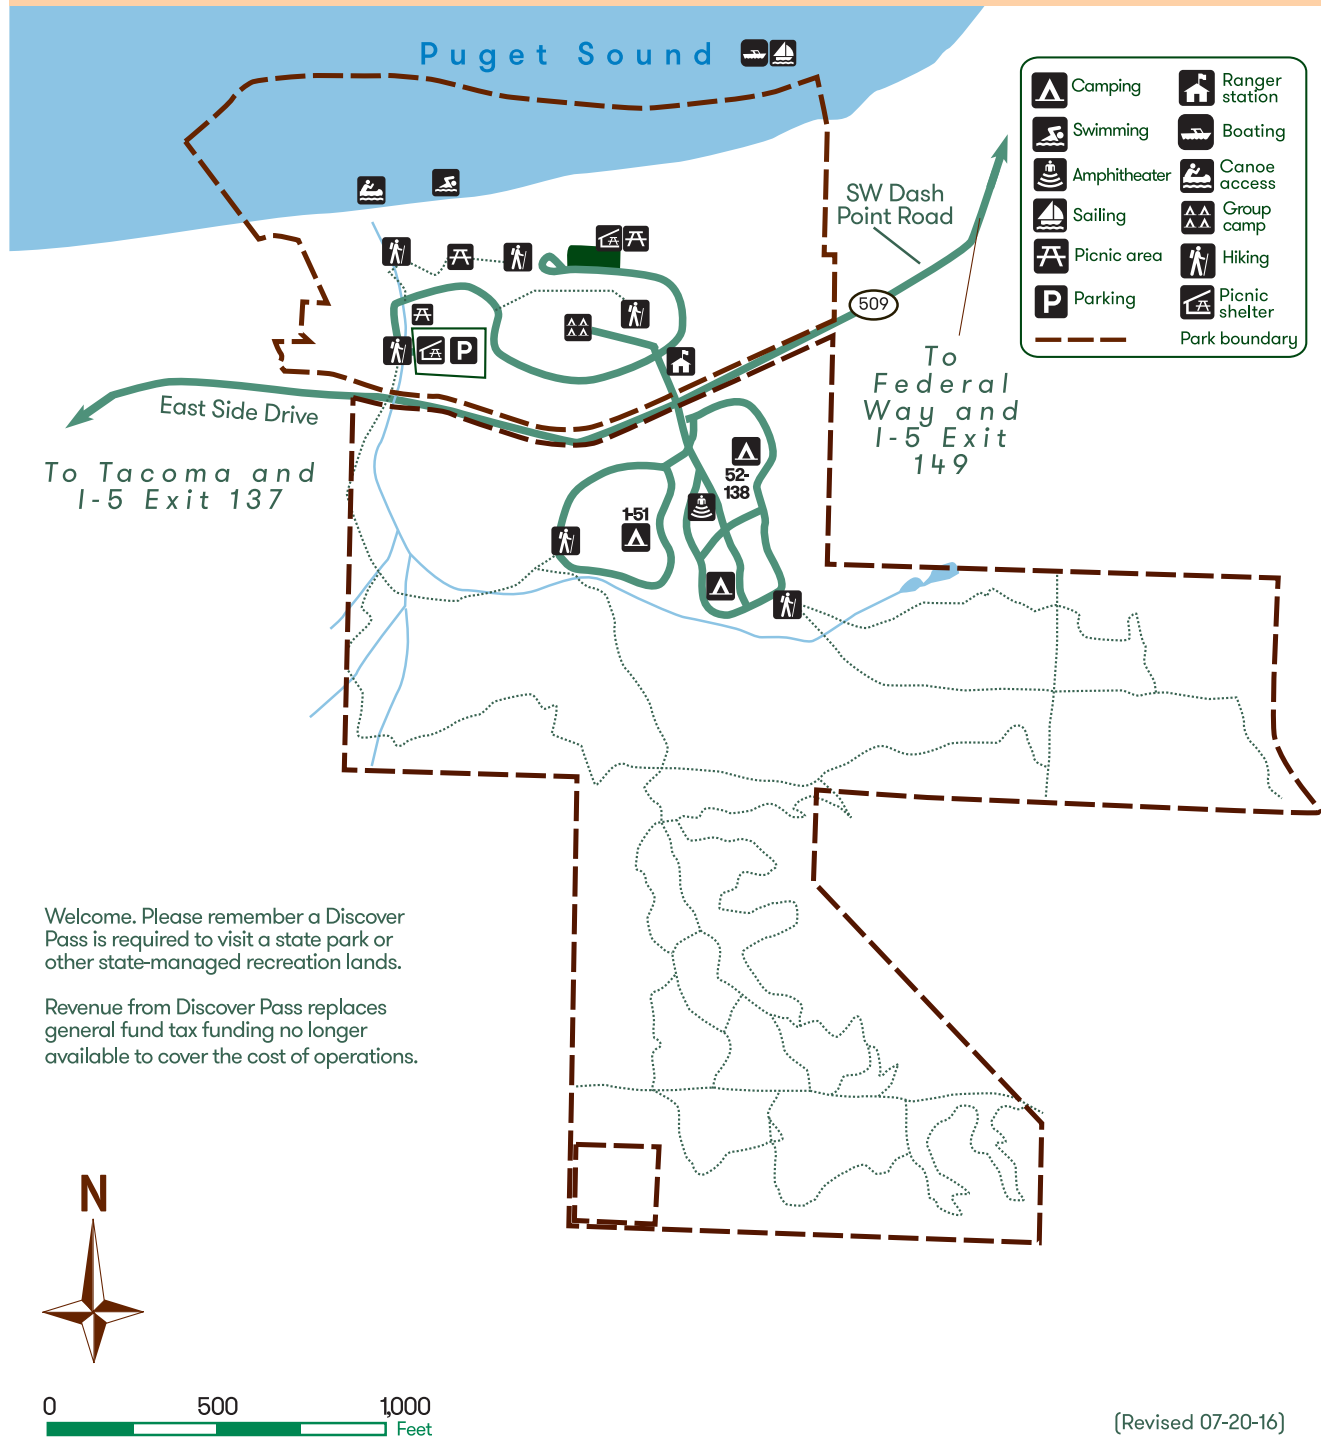 Puget Sound
Camping
Swimming
Amphitheater
Sailing
Picnic area
Parking
Ranger
station
Boating
Canoe
access
Group
camp
Hiking
Picnic
shelter
Park boundary
SW Dash
Point Road
509
To
Federal
Way and
I-5 Exit
149
P
P
East Side Drive
To Tacoma and
I-5 Exit 137
52-
138
1-51
Welcome. Please remember a Discover
Pass is required to visit a state park or
other state-managed recreation lands.
Revenue from Discover Pass replaces
general fund tax funding no longer
available to cover the cost of operations.
N
0 500 1,000
Feet
(Revised 07-20-16)